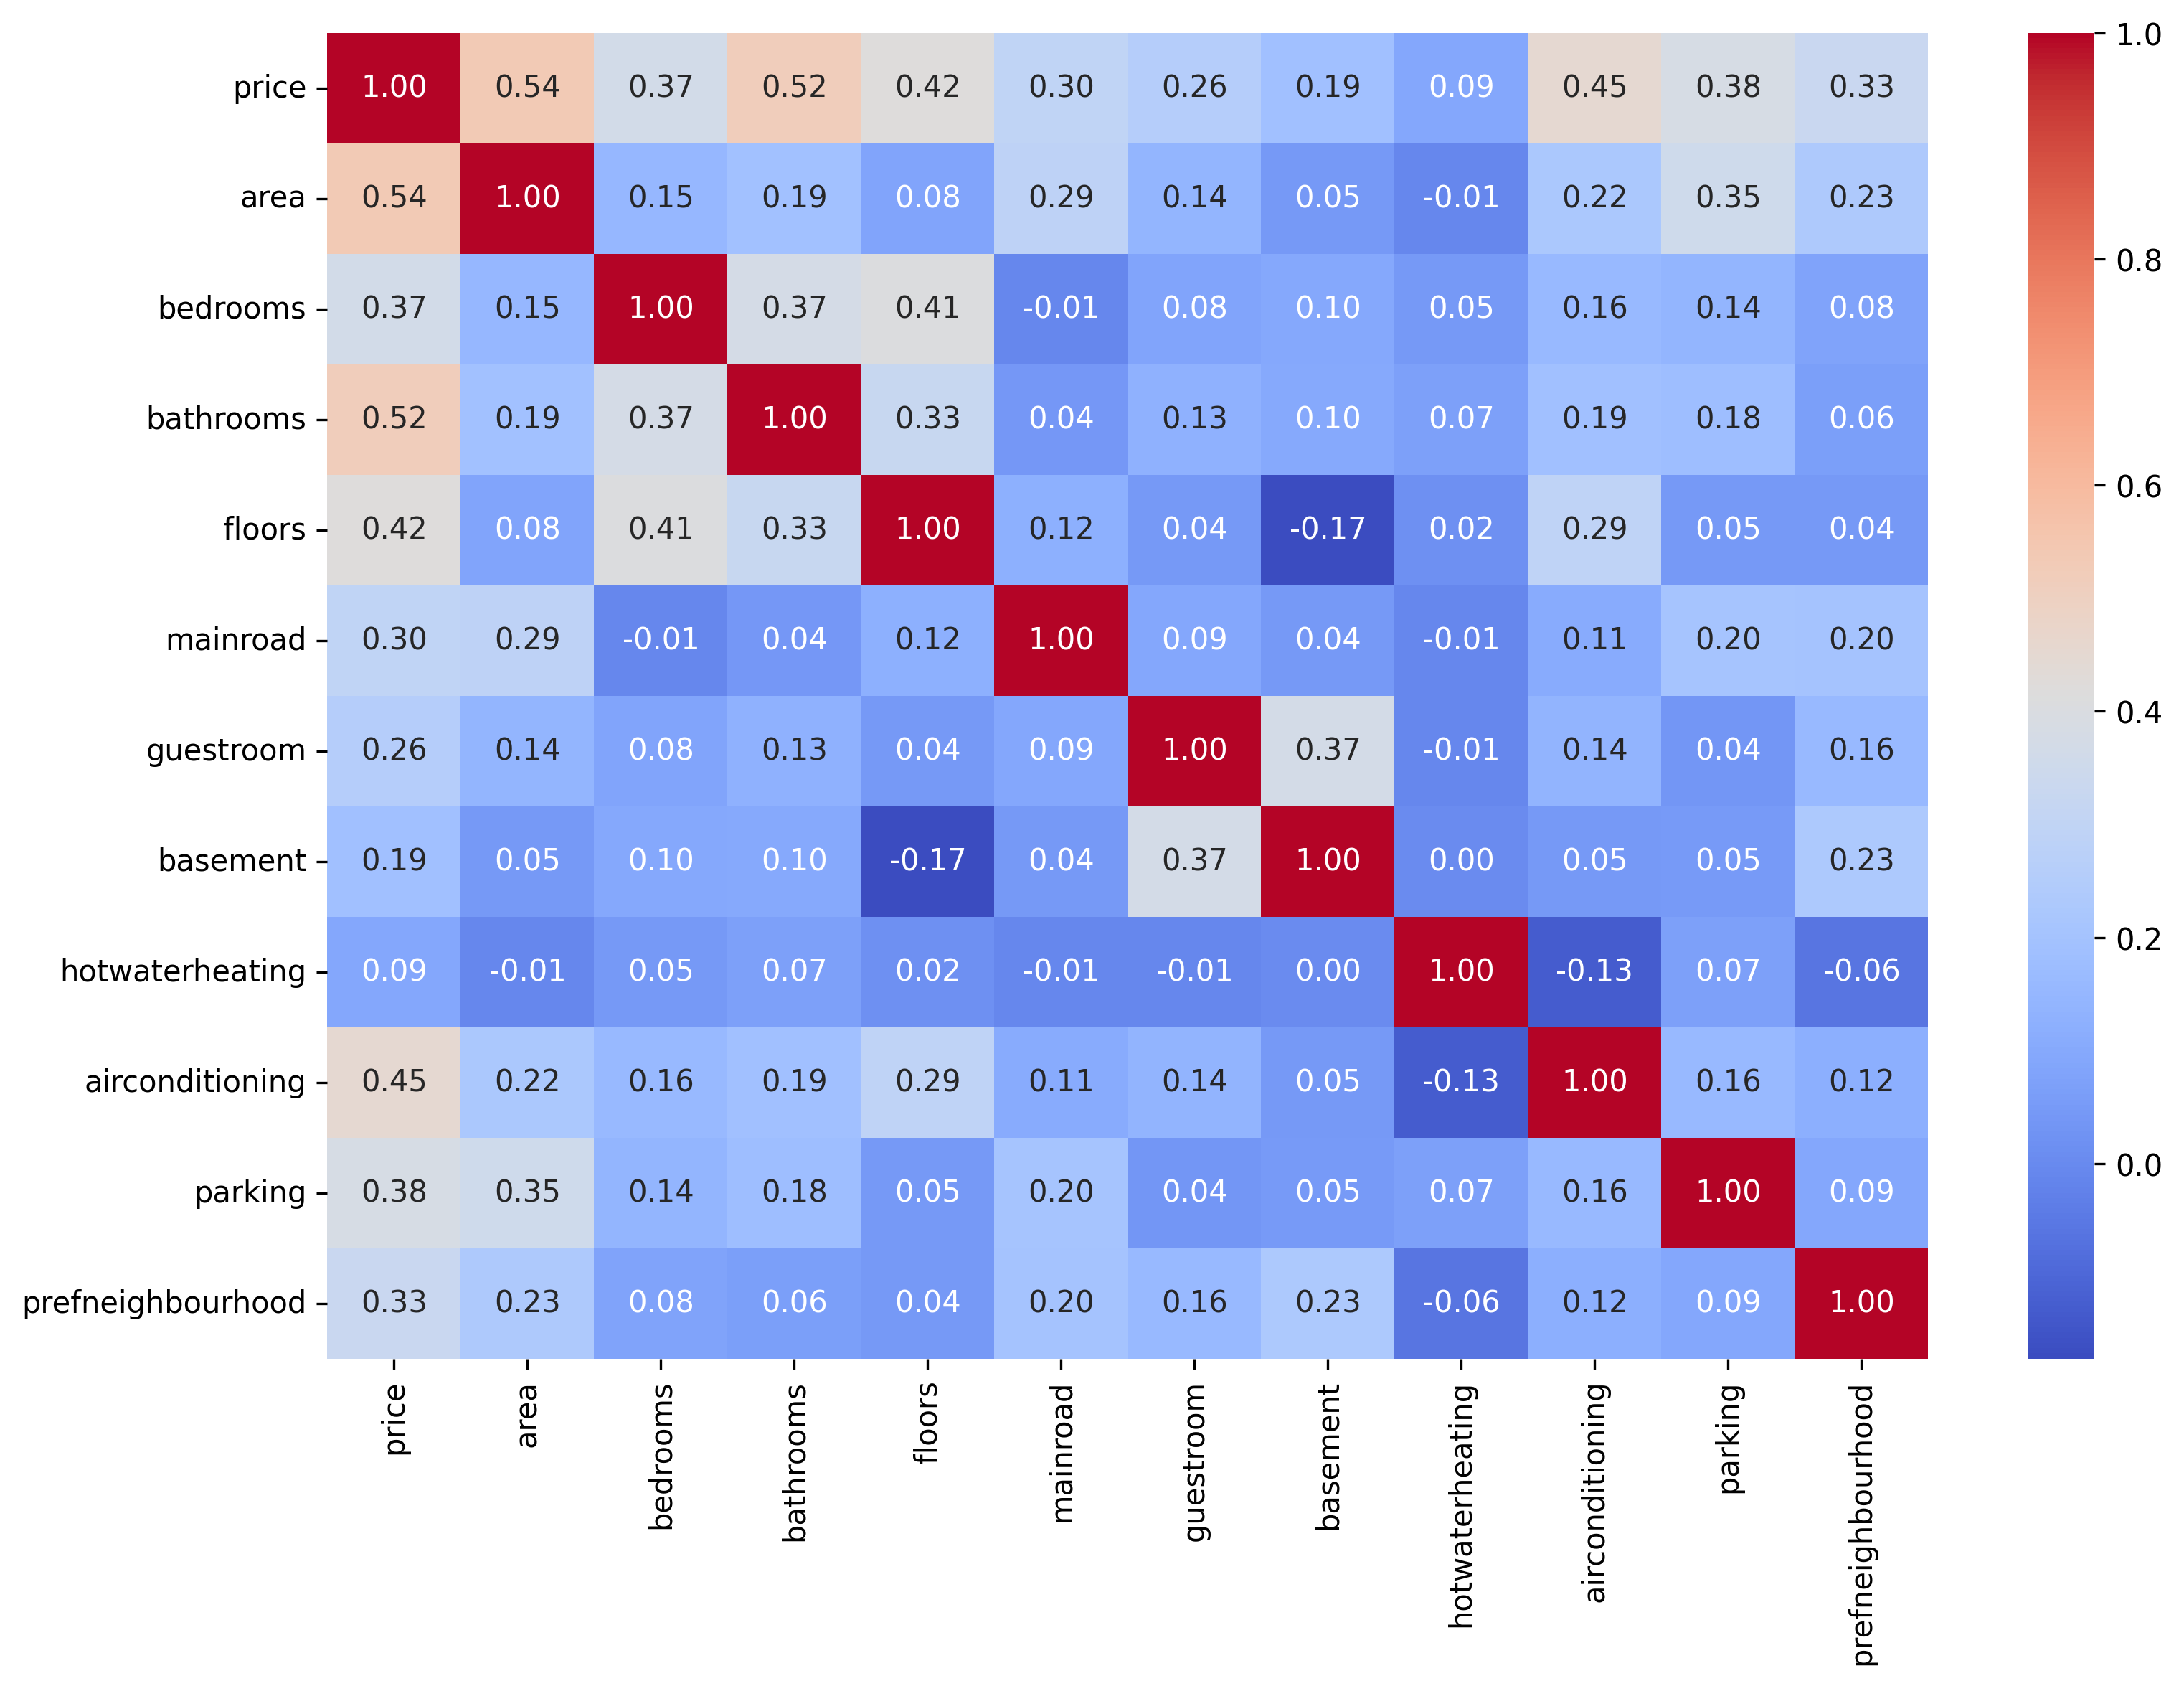 price 1.00 0.54 0.37 0.52 0.42 0.30 0.26 0.19 0.09 0.45 0.38 0.33
area 0.54 1.00 0.15 0.19 0.08 0.29 0.14 0.05 -0.01 0.22 0.35 0.23
bedrooms 0.37 0.15 1.00 0.37 0.41 -0.01 0.08 0.10 0.05 0.16 0.14 0.08
bathrooms 0.52 0.19 0.37 1.00 0.33 0.04 0.13 0.10 0.07 0.19 0.18 0.06
floors 0.42 0.08 0.41 0.33 1.00 0.12 0.04 -0.17 0.02 0.29 0.05 0.04
mainroad 0.30 0.29 -0.01 0.04 0.12 1.00 0.09 0.04 -0.01 0.11 0.20 0.20
guestroom 0.26 0.14 0.08 0.13 0.04 0.09 1.00 0.37 -0.01 0.14 0.04 0.16
basement 0.19 0.05 0.10 0.10 -0.17 0.04 0.37 1.00 0.00 0.05 0.05 0.23
hotwaterheating 0.09 -0.01 0.05 0.07 0.02 -0.01 -0.01 0.00 1.00 -0.13 0.07 -0.06
airconditioning 0.45 0.22 0.16 0.19 0.29 0.11 0.14 0.05 -0.13 1.00 0.16 0.12
parking 0.38 0.35 0.14 0.18 0.05 0.20 0.04 0.05 0.07 0.16 1.00 0.09
prefneighbourhood 0.33 0.23 0.08 0.06 0.04 0.20 0.16 0.23 -0.06 0.12 0.09 1.00
price
area
bedrooms
bathrooms
floors
mainroad
guestroom
basement
hotwaterheating
airconditioning
parking
prefneighbourhood
1.0
0.8
0.6
0.4
0.2
0.0